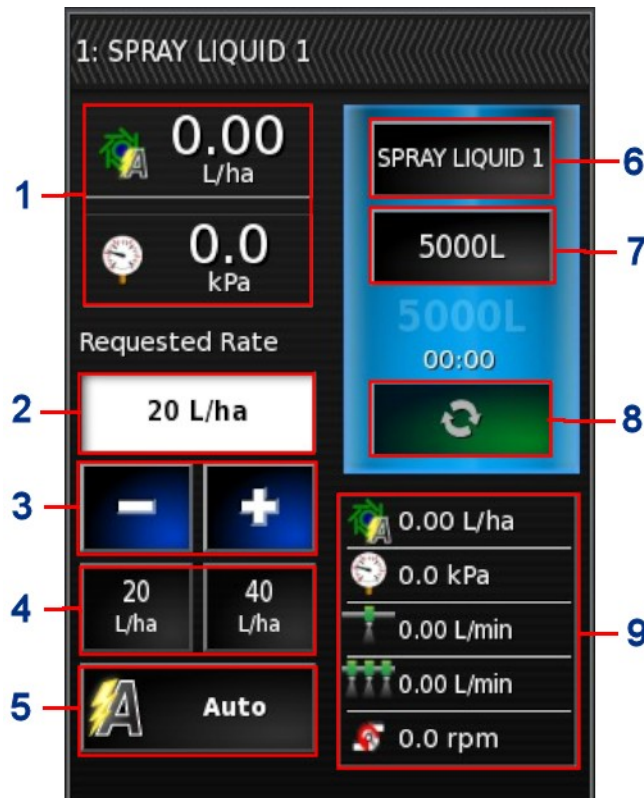 1: SPRAY LIQUID 1
1
0.00
L/ha
0.0
kPa
Requested Rate
2
20 L/ha
3
4
20
L/ha
40
L/ha
5
A Auto
SPRAY LIQUID 1
6
5000L
7
5000L
00:00
8
0.00 L/ha
0.0 kPa
0.00 L/min
9
0.00 L/min
0.0 rpm